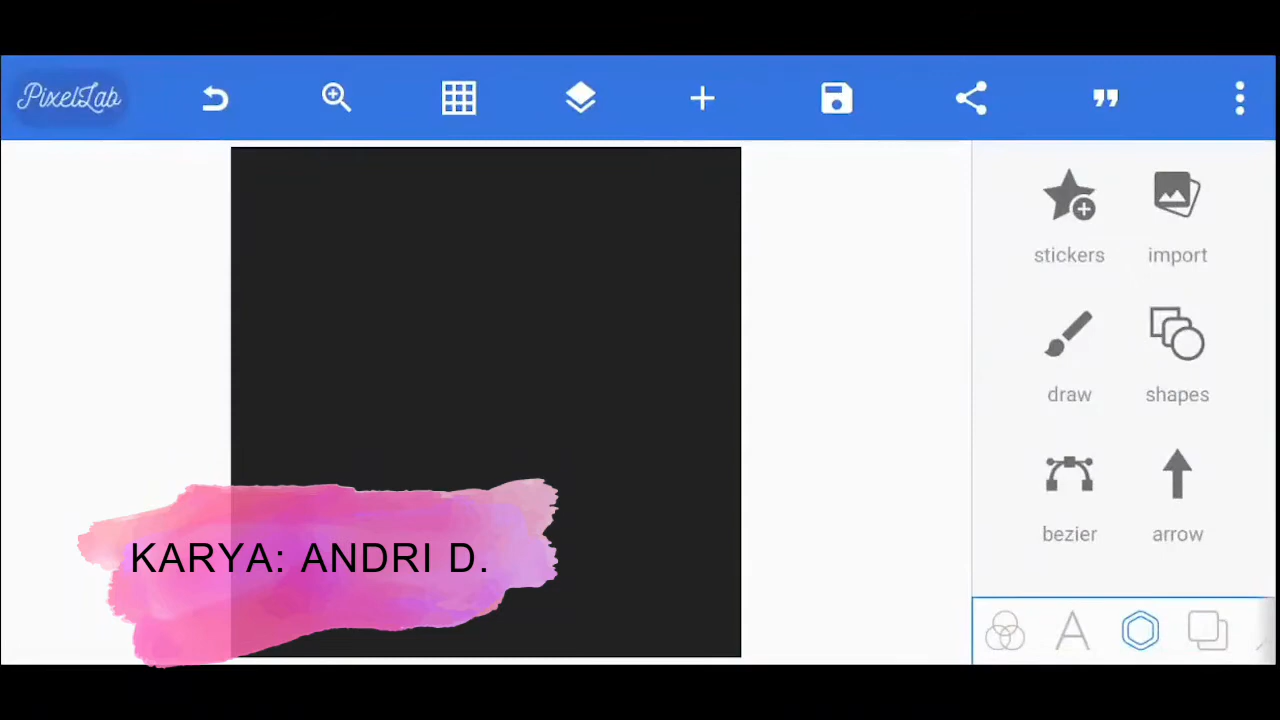 PixelLab
stickers
import
draw
shapes
bezier
arrow
KARYA: ANDRI D.